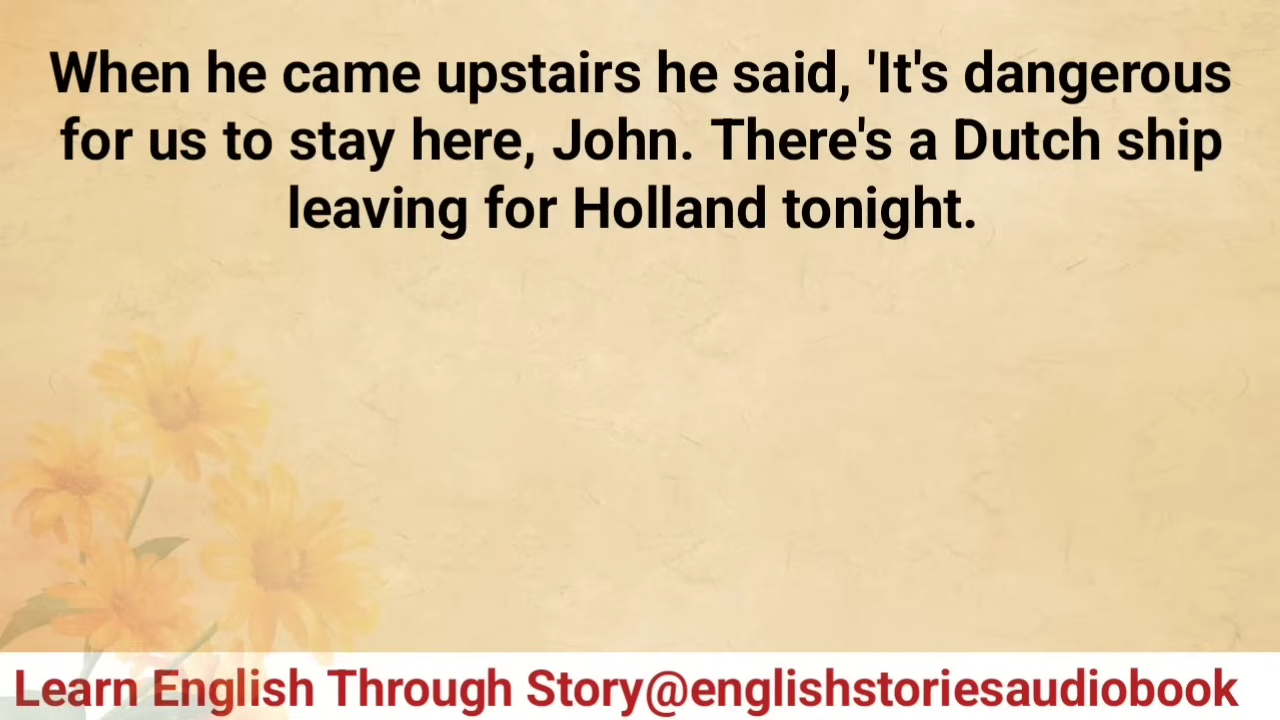 When he came upstairs he said, 'It's dangerous
for us to stay here, John. There's a Dutch ship
leaving for Holland tonight.
Learn English Through Story@englishstoriesaudiobook